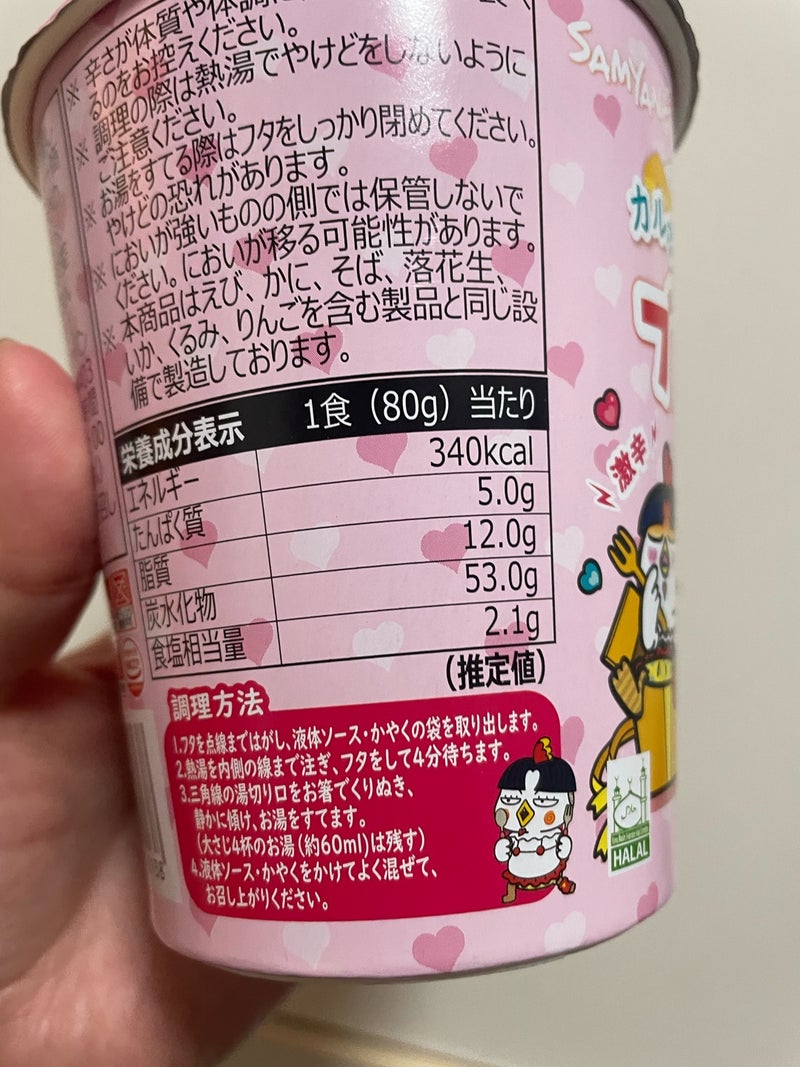 ※ 辛さが体質や体調に
るのをお控えください。
※ 調理の際は熱湯でやけどをしないように
ご注意ください。
※ お湯をすてる際はフタをしっかり閉めてください。
やけどの恐れがあります。
※ においが強いものの側では保管しないで
ください。においが移る可能性があります。
※ 本商品はえび、かに、そば、落花生、
いか、くるみ、りんごを含む製品と同じ設
備で製造しております。
栄養成分表示 1食（80g）当たり
エネルギー 340kcal
たんぱく質 5.0g
脂質 12.0g
炭水化物 53.0g
食塩相当量 2.1g
（推定値）
調理方法
1.フタを点線まではがし、液体ソース・かやくの袋を取り出します。
2.熱湯を内側の線まで注ぎ、フタをして4分待ちます。
3.三角線の湯切り口をお箸でくりぬき、
静かに傾け、お湯をすてます。
(大さじ4杯のお湯(約60ml)は残す)
4.液体ソース・かやくをかけてよく混ぜて、
お召し上がりください。
SAMYAN
カル
ブ
激辛
HALAL